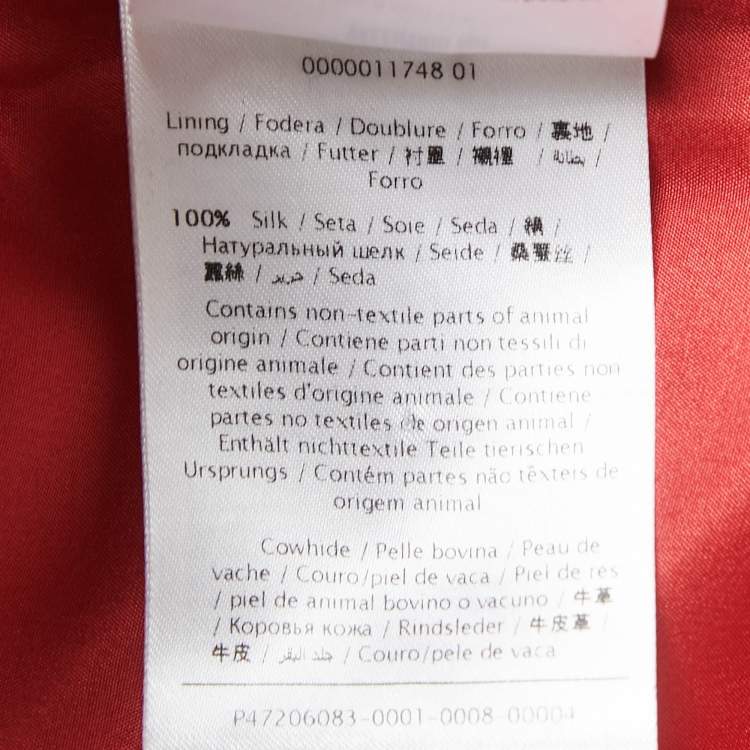 0000011748 01
Lining / Fodera / Doublure / Forro / 裏地 /
подкладка / Futter / 衬里 / 襯裡 / بطانة /
Forro
100% Silk / Seta / Soie / Seda / 絹 /
Натуральный шелк / Seide / 桑蚕丝 /
蠶絲 / حرير / Seda
Contains non-textile parts of animal
origin / Contiene parti non tessili di
origine animale / Contient des parties non
textiles d'origine animale / Contiene
partes no textiles de origen animal /
Enthält nichttextile Teile tierischen
Ursprungs / Contém partes não têxteis de
origem animal
Cowhide / Pelle bovina / Peau de
vache / Couro/piel de vaca / Piel de res
/ piel de animal bovino o vacuno / 牛革
/ Коровья кожа / Rindsleder / 牛皮革 /
牛皮 / جلد البقر / Couro/pele de vaca
P47206083-0001-0008-00004